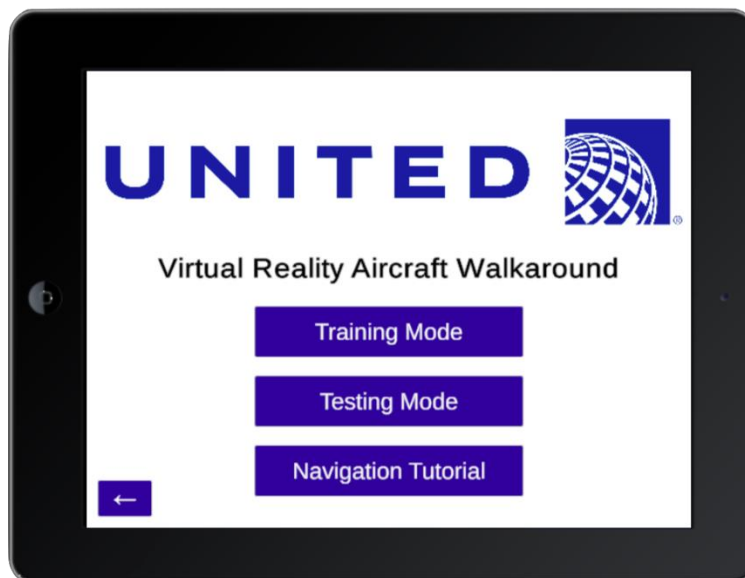 UNITED
®
Virtual Reality Aircraft Walkaround
Training Mode
Testing Mode
Navigation Tutorial
←